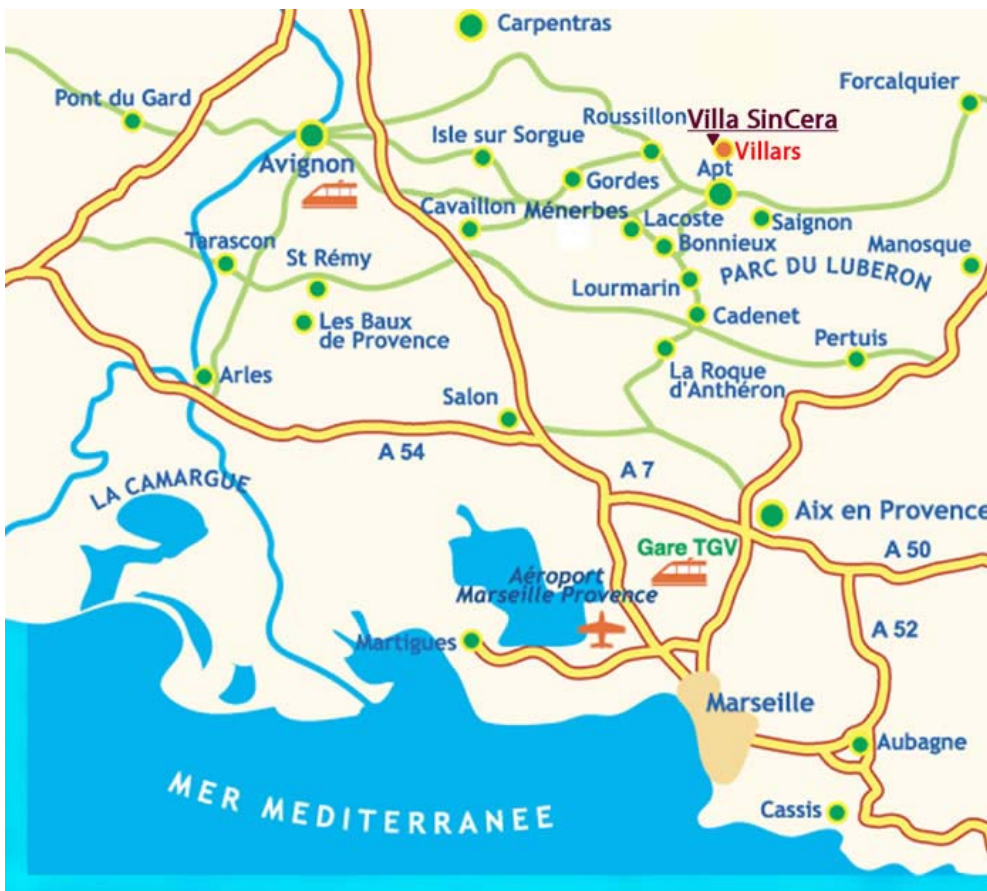 Carpentras
Forcalquier
Pont du Gard
Roussillon
Villa SinCera
Isle sur Sorgue
Villars
Avignon
Apt
Gordes
Cavaillon
Ménerbes
Lacoste
Saignon
Tarascon
Bonnieux
Manosque
St Rémy
PARC DU LUBERON
Lourmarin
Les Baux
de Provence
Cadenet
Pertuis
Arles
La Roque
d'Anthéron
Salon
A 54
A 7
LA CAMARGUE
Aix en Provence
Gare TGV
A 50
Aéroport
Marseille Provence
A 52
Martigues
Marseille
Aubagne
MER MEDITERRANEE
Cassis